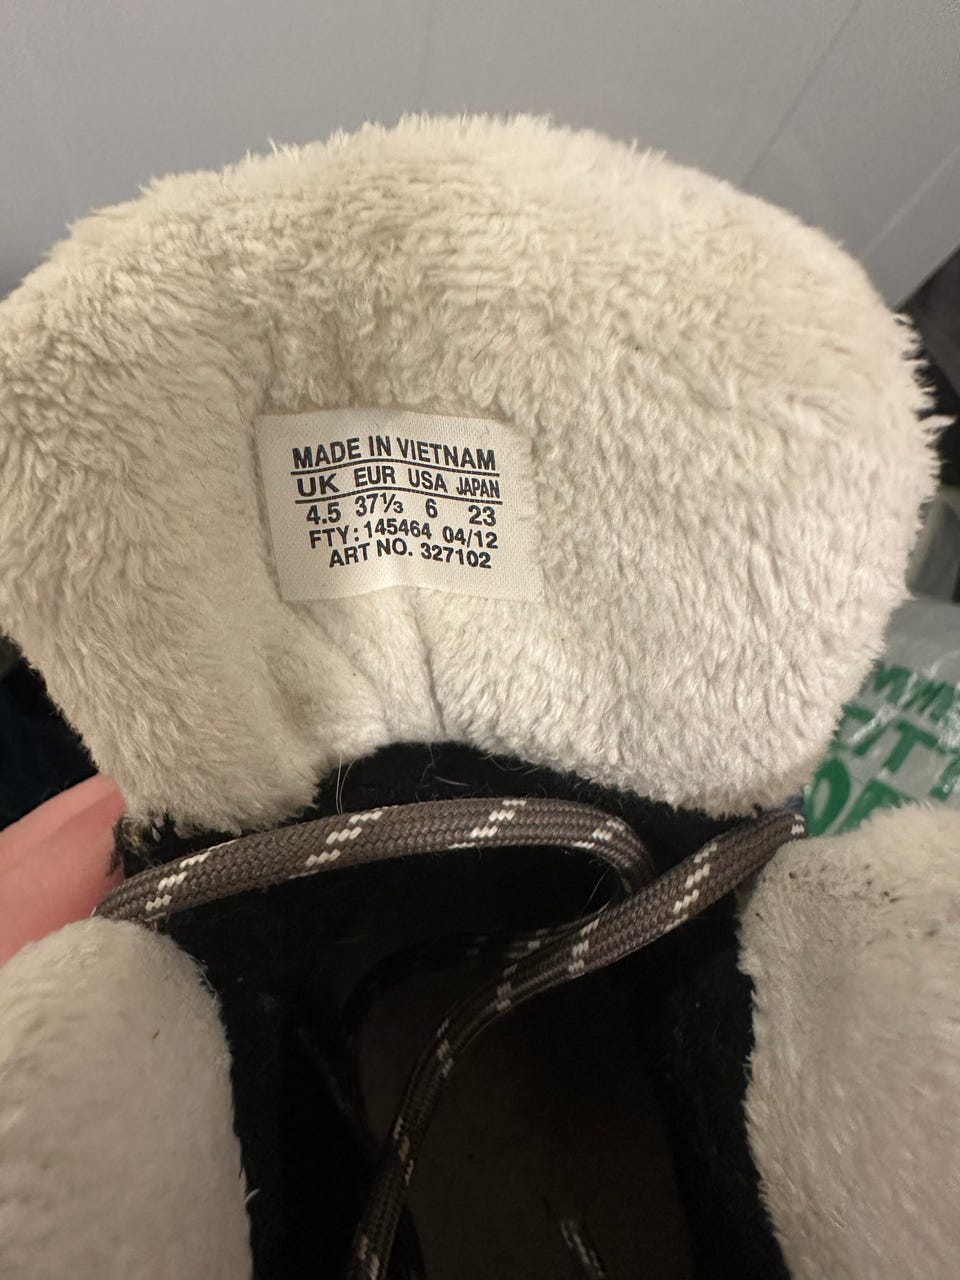 MADE IN VIETNAM
UK EUR USA JAPAN
4.5 37⅓ 6 23
FTY: 145464 04/12
ART NO. 327102